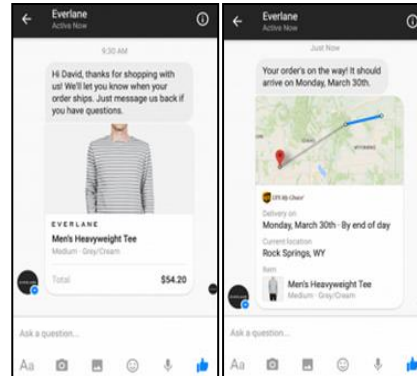 Everlane
Active Now
9:30 AM
Hi David, thanks for shopping with
us! We'll let you know when your
order ships. Just message us back if
you have questions.
EVERLANE
Men's Heavyweight Tee
Medium · Grey/Cream
Total $54.20
Ask a question...
Aa
Everlane
Active Now
Just Now
Your order's on the way! It should
arrive on Monday, March 30th.
IDAHO
WYOMING
UPS My Choice
Delivery on
Monday, March 30th · By end of
day
Current location
Rock Springs, WY
Item
Men's Heavyweight Tee
Medium · Grey/Cream
Ask a question...
Aa